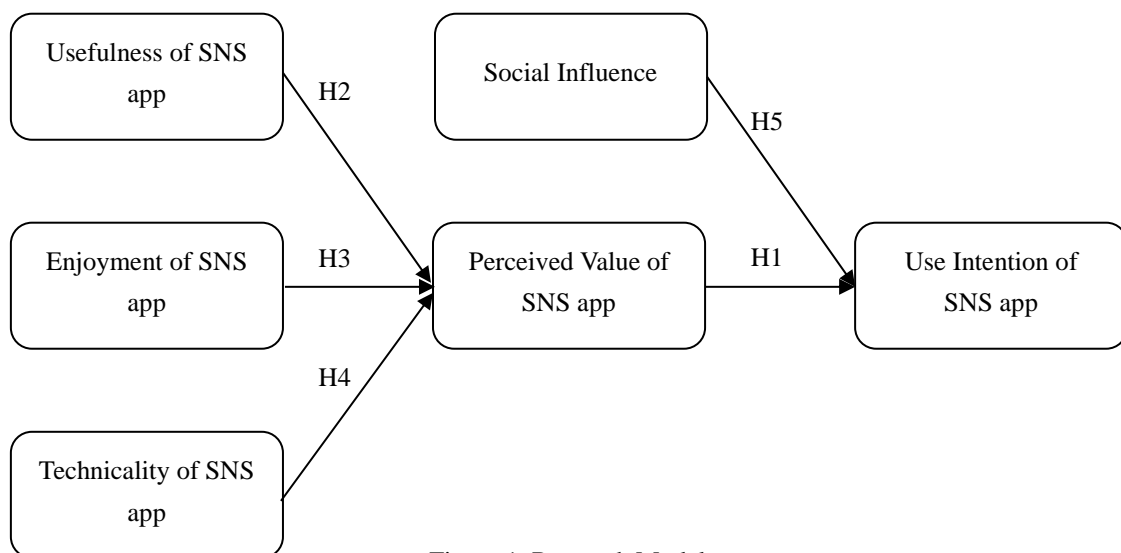 Usefulness of SNS
app
Social Influence
H2
H5
Enjoyment of SNS
app
H3
Perceived Value of
SNS app
H1
Use Intention of
SNS app
H4
Technicality of SNS
app